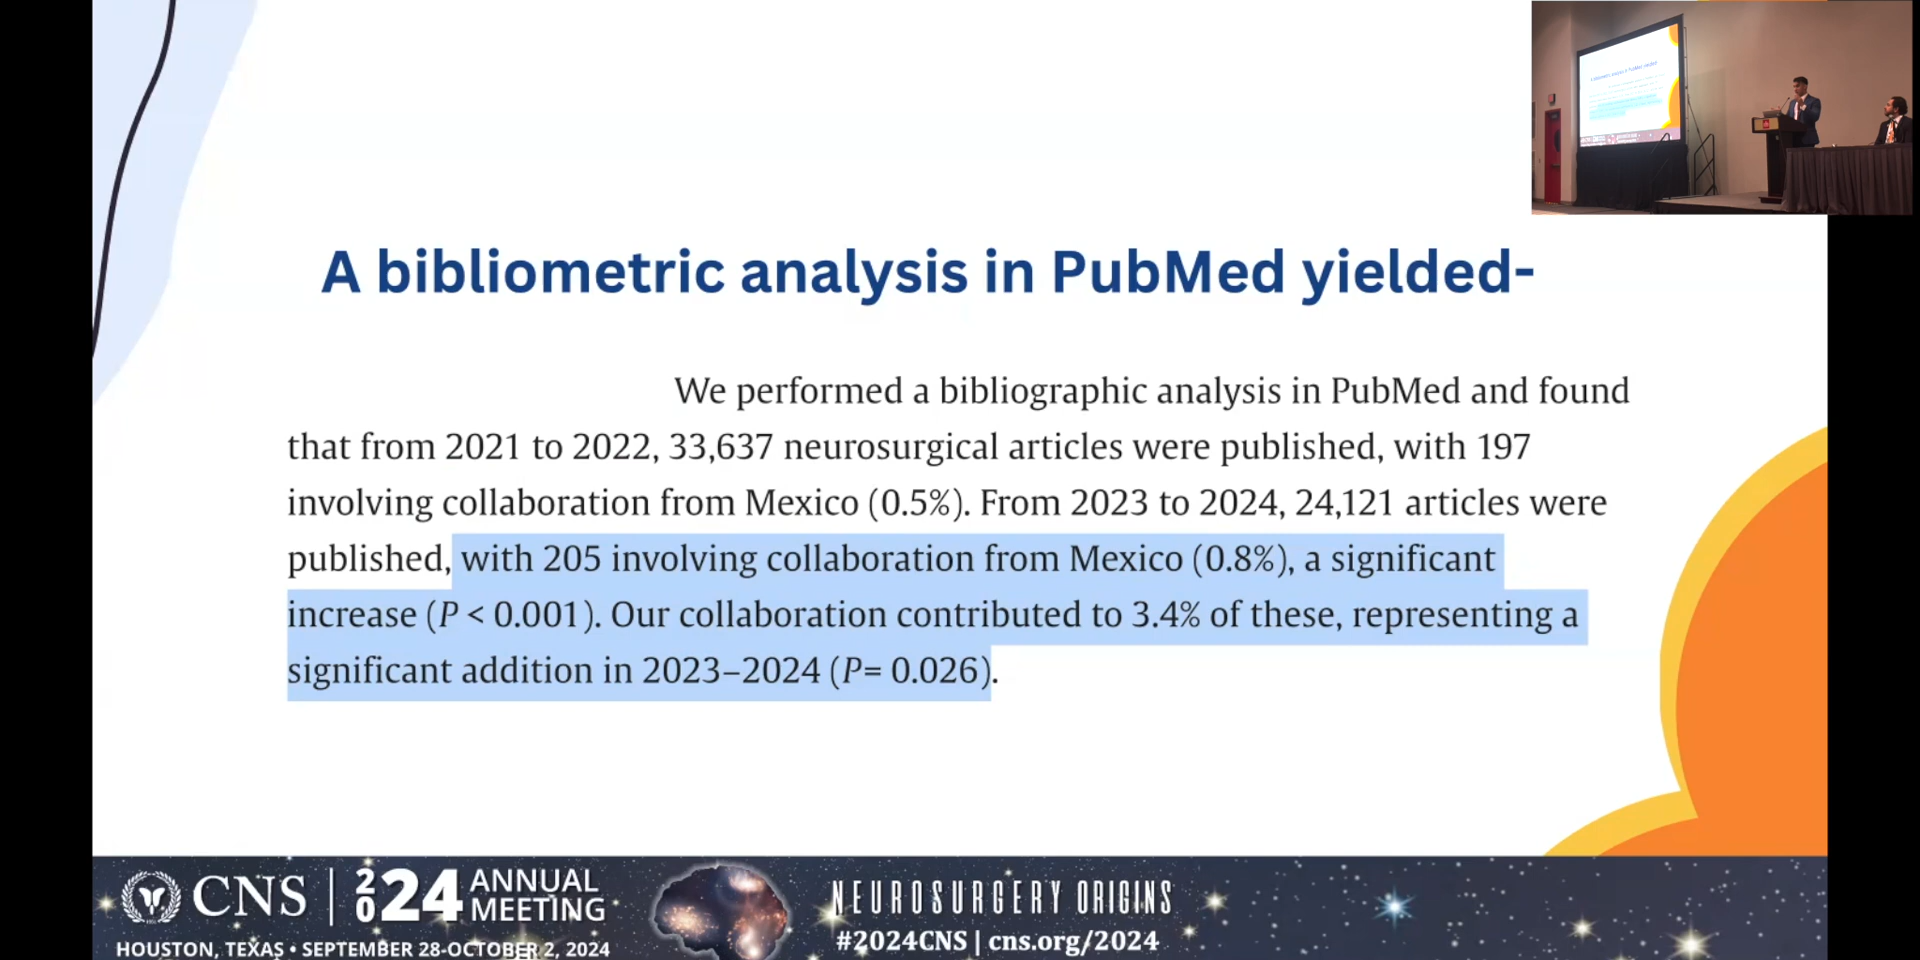 A bibliometric analysis in PubMed yielded-
We performed a bibliographic analysis in PubMed and found
that from 2021 to 2022, 33,637 neurosurgical articles were published, with 197
involving collaboration from Mexico (0.5%). From 2023 to 2024, 24,121 articles were
published, with 205 involving collaboration from Mexico (0.8%), a significant
increase (P < 0.001). Our collaboration contributed to 3.4% of these, representing a
significant addition in 2023–2024 (P= 0.026).
CNS | 2024 ANNUAL
MEETING
HOUSTON, TEXAS • SEPTEMBER 28-OCTOBER 2, 2024
NEUROSURGERY ORIGINS
#2024CNS | cns.org/2024